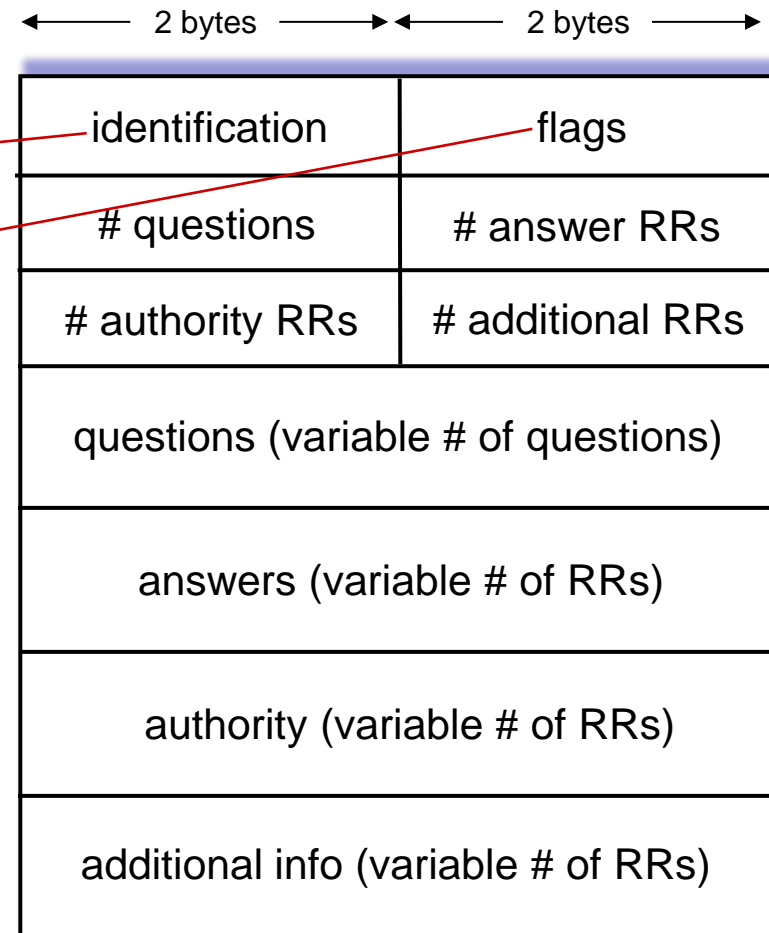 2 bytes 2 bytes
identification flags
# questions # answer RRs
# authority RRs # additional RRs
questions (variable # of questions)
answers (variable # of RRs)
authority (variable # of RRs)
additional info (variable # of RRs)